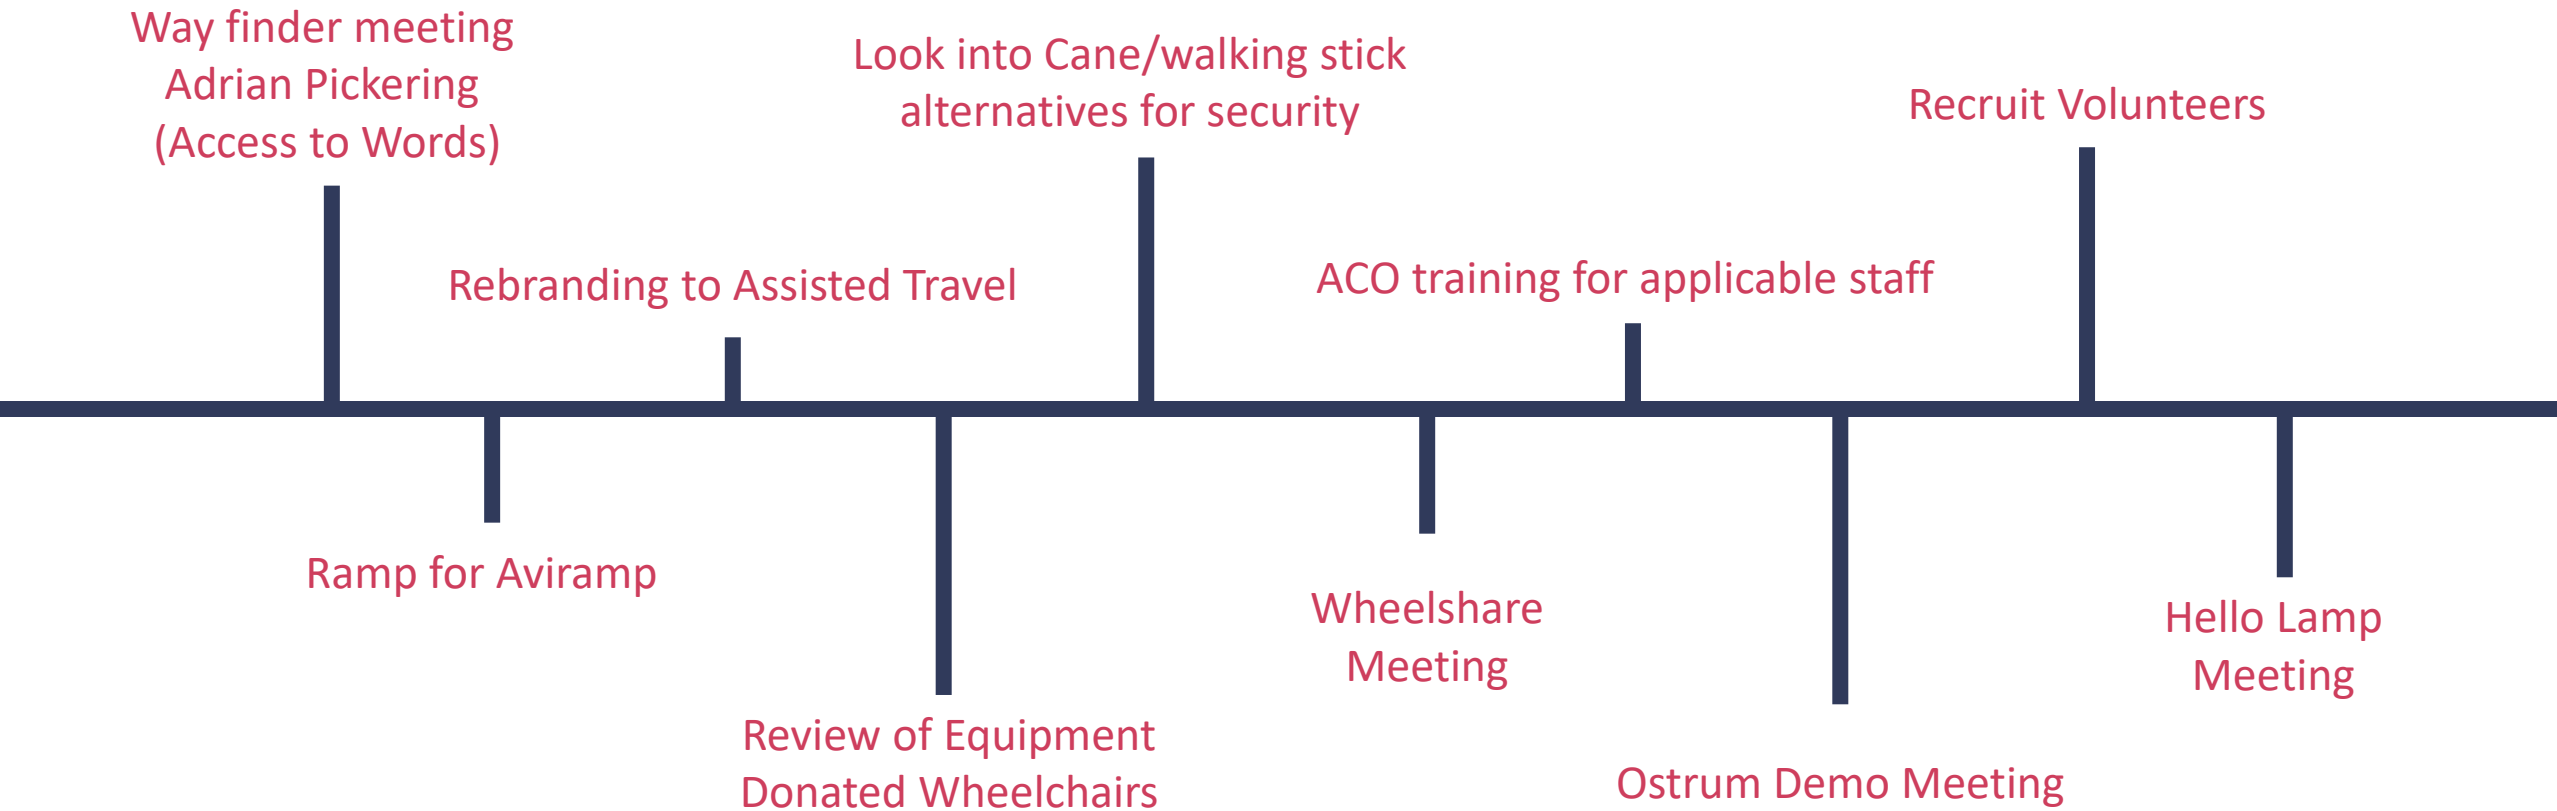 Way finder meeting
Adrian Pickering
(Access to Words)
Look into Cane/walking stick
alternatives for security
Recruit Volunteers
Rebranding to Assisted Travel
ACO training for applicable staff
Ramp for Aviramp
Wheelshare
Meeting
Hello Lamp
Meeting
Review of Equipment
Donated Wheelchairs
Ostrum Demo Meeting